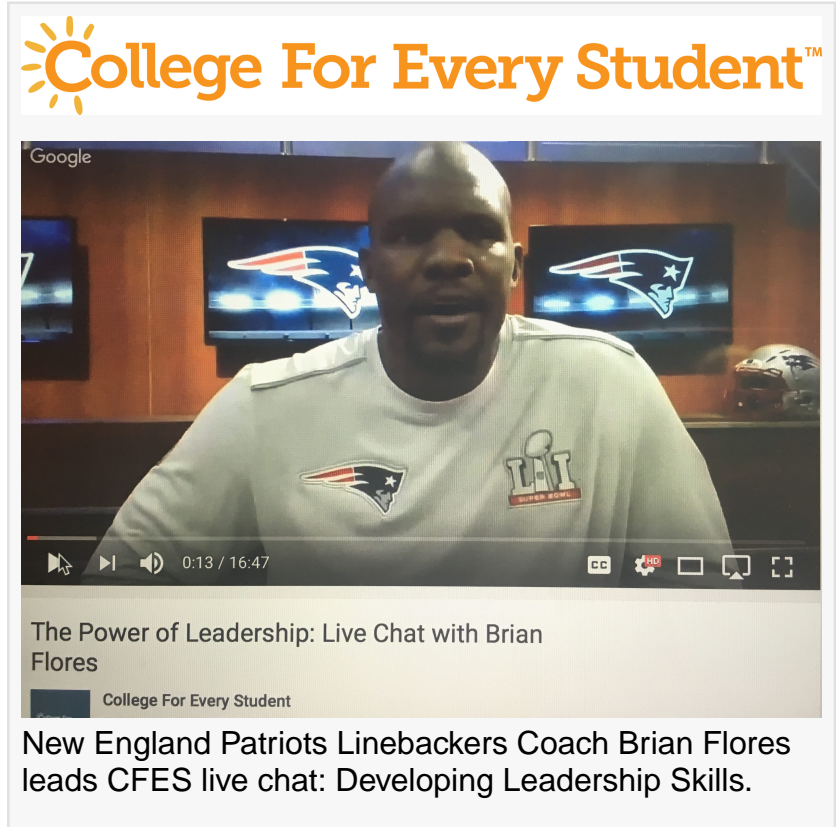 College For Every Student™
Google
LI
SUPER BOWL
0:13 / 16:47
CC
HD
The Power of Leadership: Live Chat with Brian
Flores
College For Every Student
New England Patriots Linebackers Coach Brian Flores
leads CFES live chat: Developing Leadership Skills.